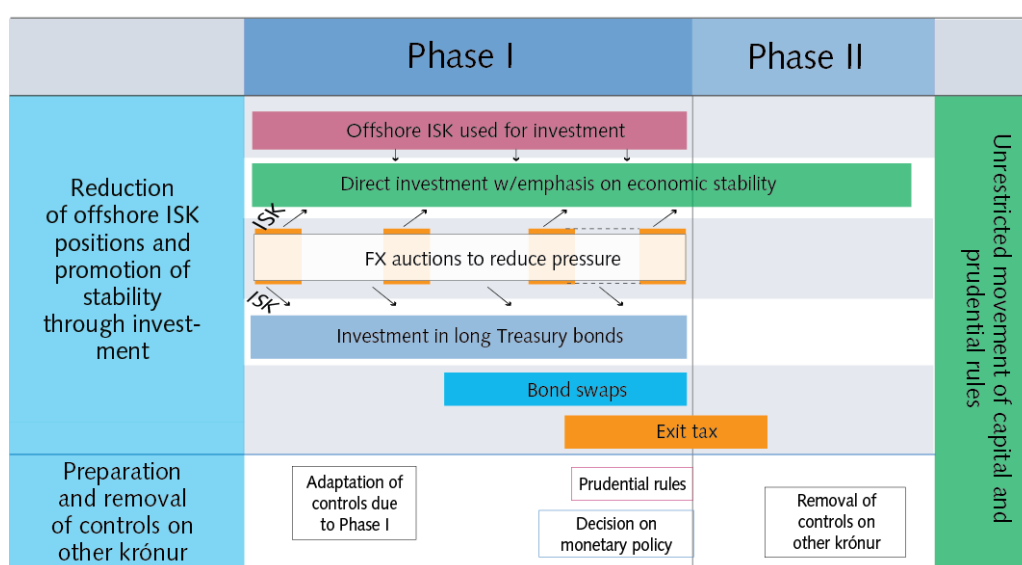 Phase I
Phase II
Reduction
of offshore ISK
positions and
promotion of
stability
through invest-
ment
Offshore ISK used for investment
Direct investment w/emphasis on economic stability
ISK
FX auctions to reduce pressure
ISK
Investment in long Treasury bonds
Bond swaps
Exit tax
Unrestricted movement of capital and
prudential rules
Preparation
and removal
of controls on
other krónur
Adaptation of
controls due
to Phase I
Prudential rules
Decision on
monetary policy
Removal of
controls on
other krónur